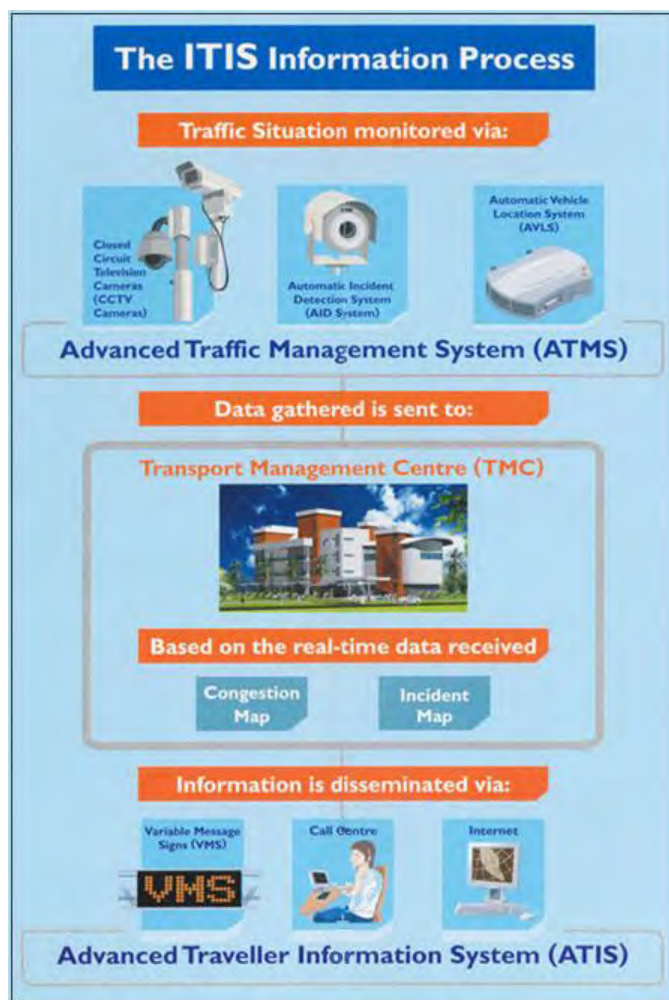 The ITIS Information Process
Traffic Situation monitored via:
Closed
Circuit
Television
Cameras
(CCTV
Cameras)
Automatic Incident
Detection System
(AID System)
Automatic Vehicle
Location System
(AVLS)
Advanced Traffic Management System (ATMS)
Data gathered is sent to:
Transport Management Centre (TMC)
Based on the real-time data received
Congestion
Map
Incident
Map
Information is disseminated via:
Variable Message
Signs (VMS)
VMS
Call Centre
Internet
Advanced Traveller Information System (ATIS)